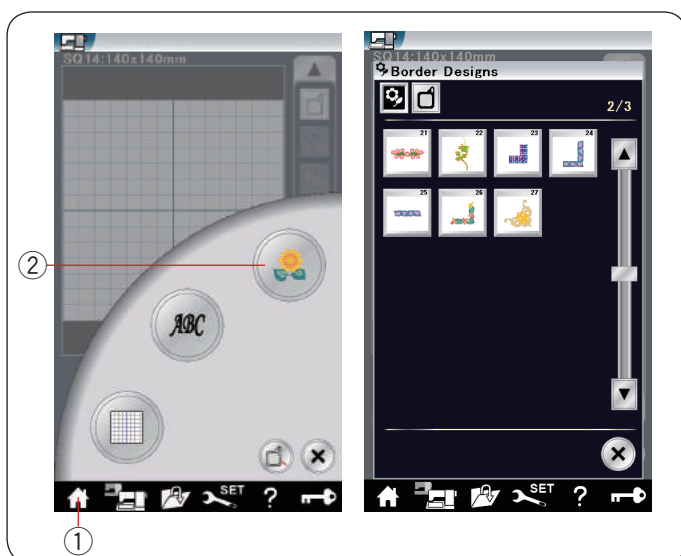 SQ14:140x140mm
②
ABC
SET
?
①
SQ14:140x140mm
Border Designs
2/3
21
22
23
24
25
26
27
SET
?